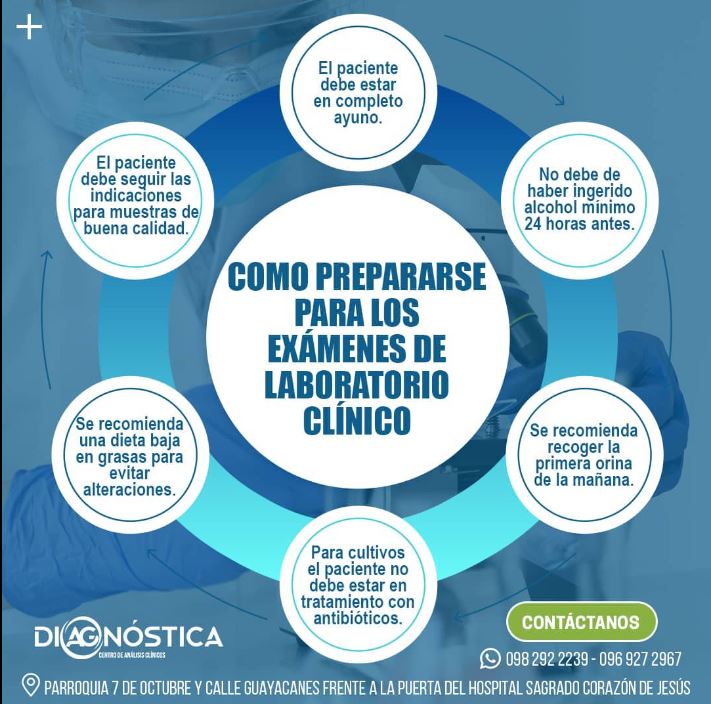 El paciente
debe estar
en completo
ayuno.
No debe de
haber ingerido
alcohol mínimo
24 horas antes.
Se recomienda
recoger la
primera orina
de la mañana.
Para cultivos
el paciente no
debe estar en
tratamiento con
antibióticos.
Se recomienda
una dieta baja
en grasas para
evitar
alteraciones.
El paciente
debe seguir las
indicaciones
para muestras de
buena calidad.
COMO PREPARARSE
PARA LOS
EXÁMENES DE
LABORATORIO
CLÍNICO
DIAGNÓSTICA
CENTRO DE ANÁLISIS CLÍNICOS
CONTÁCTANOS
098 292 2239 - 096 927 2967
PARROQUIA 7 DE OCTUBRE Y CALLE GUAYACANES FRENTE A LA PUERTA DEL HOSPITAL SAGRADO CORAZÓN DE JESÚS